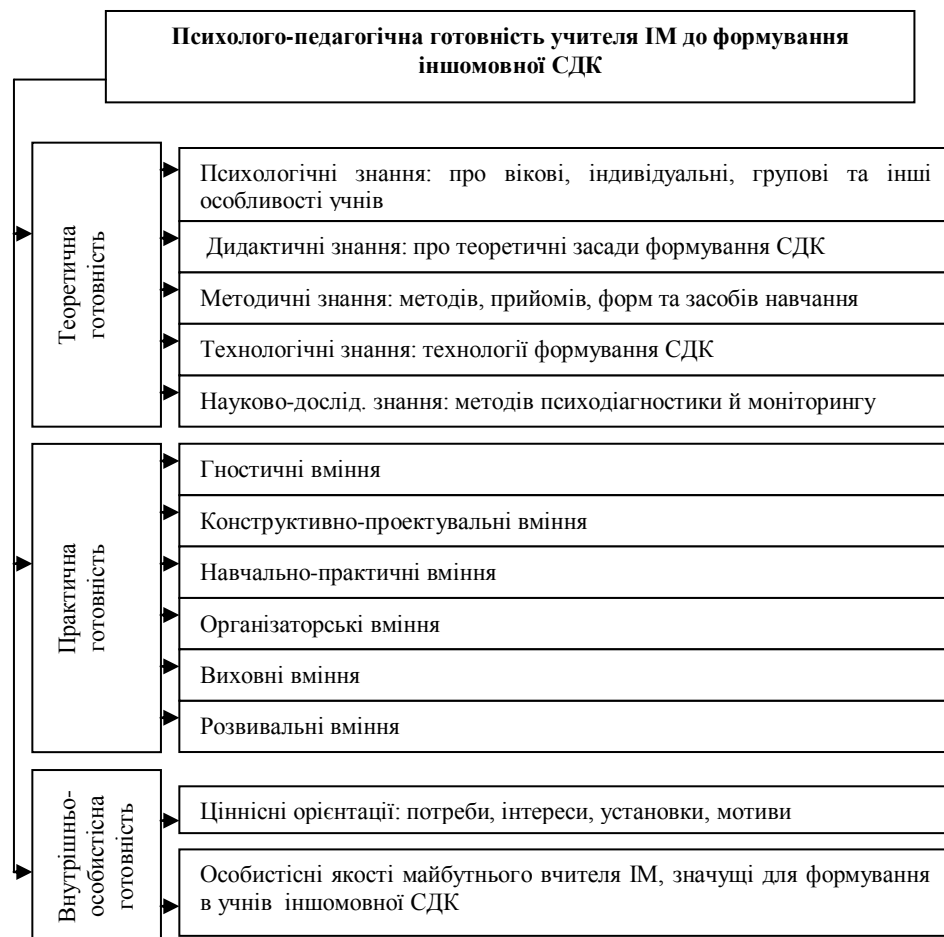 Психолого-педагогічна готовність учителя ІМ до формування
іншомовної СДК
Теоретична
готовність
Психологічні знання: про вікові, індивідуальні, групові та інші
особливості учнів
Дидактичні знання: про теоретичні засади формування СДК
Методичні знання: методів, прийомів, форм та засобів навчання
Технологічні знання: технології формування СДК
Науково-дослід. знання: методів психодіагностики й моніторингу
Практична
готовність
Гностичні вміння
Конструктивно-проектувальні вміння
Навчально-практичні вміння
Організаторські вміння
Виховні вміння
Розвивальні вміння
Внутрішньо-
особистісна
готовність
Ціннісні орієнтації: потреби, інтереси, установки, мотиви
Особистісні якості майбутнього вчителя ІМ, значущі для формування
в учнів іншомовної СДК